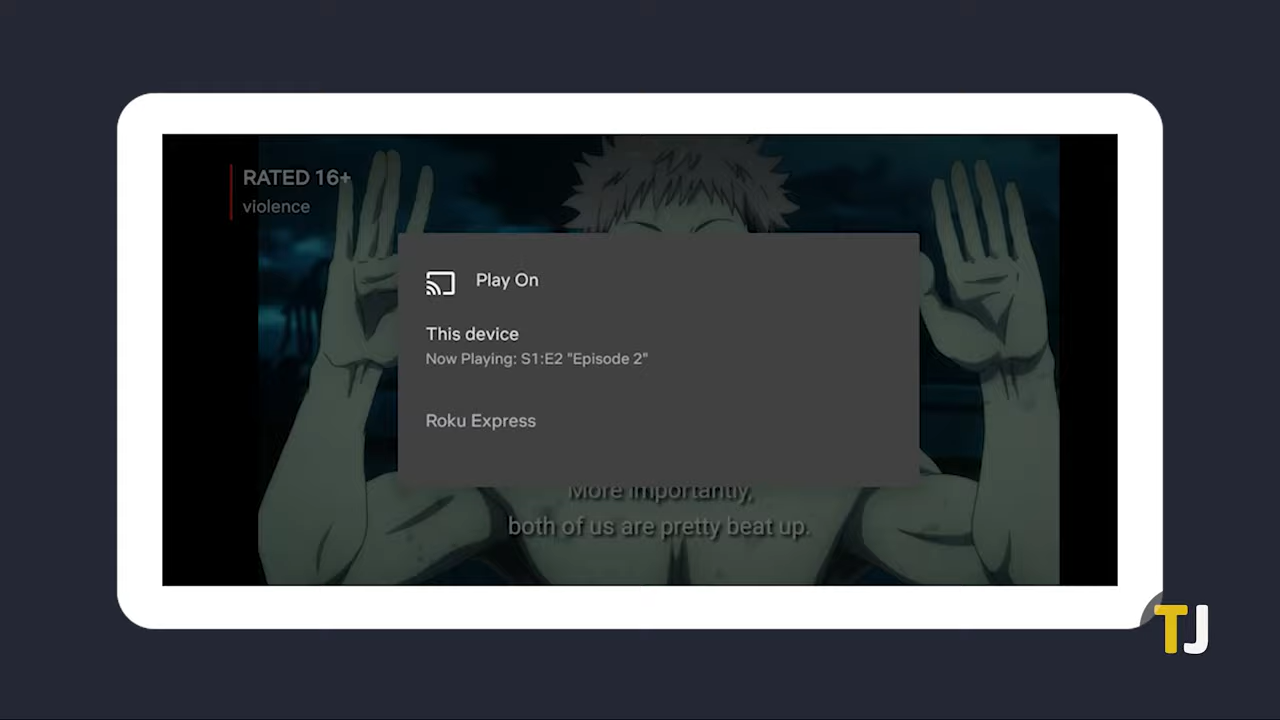 RATED 16+
violence
Play On
This device
Now Playing: S1:E2 "Episode 2"
Roku Express
More importantly,
both of us are pretty beat up.
TJ